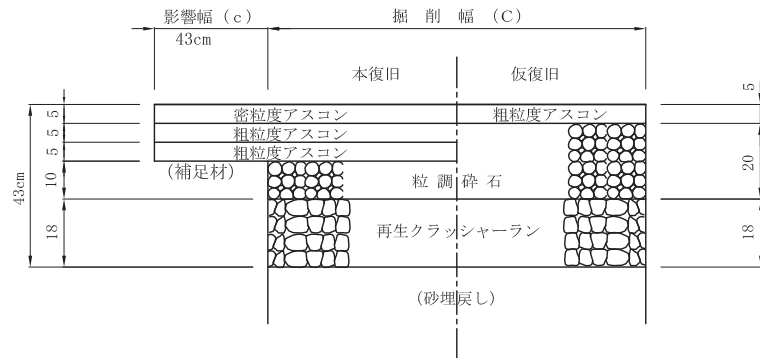 影響幅（c）
掘削幅（C）
43cm
本復旧
仮復旧
密粒度アスコン
粗粒度アスコン
粗粒度アスコン
粗粒度アスコン
(補足材)
粒調砕石
再生クラッシャーラン
(砂埋戻し)
43cm
5
5
5
10
18
5
20
18